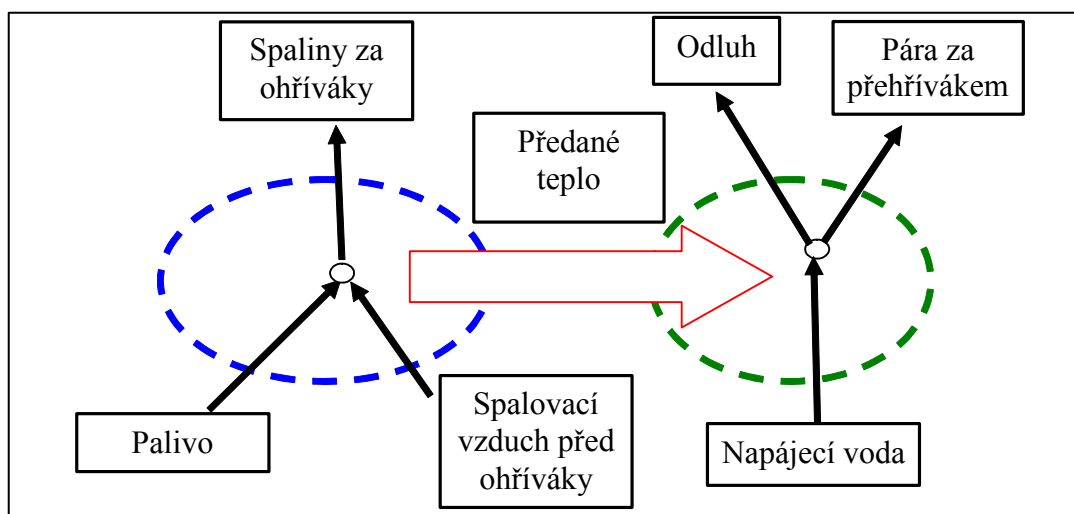 Spaliny za
ohříváky
Odluh
Pára za
přehřívákem
Předané
teplo
Palivo
Spalovací
vzduch před
ohříváky
Napájecí voda